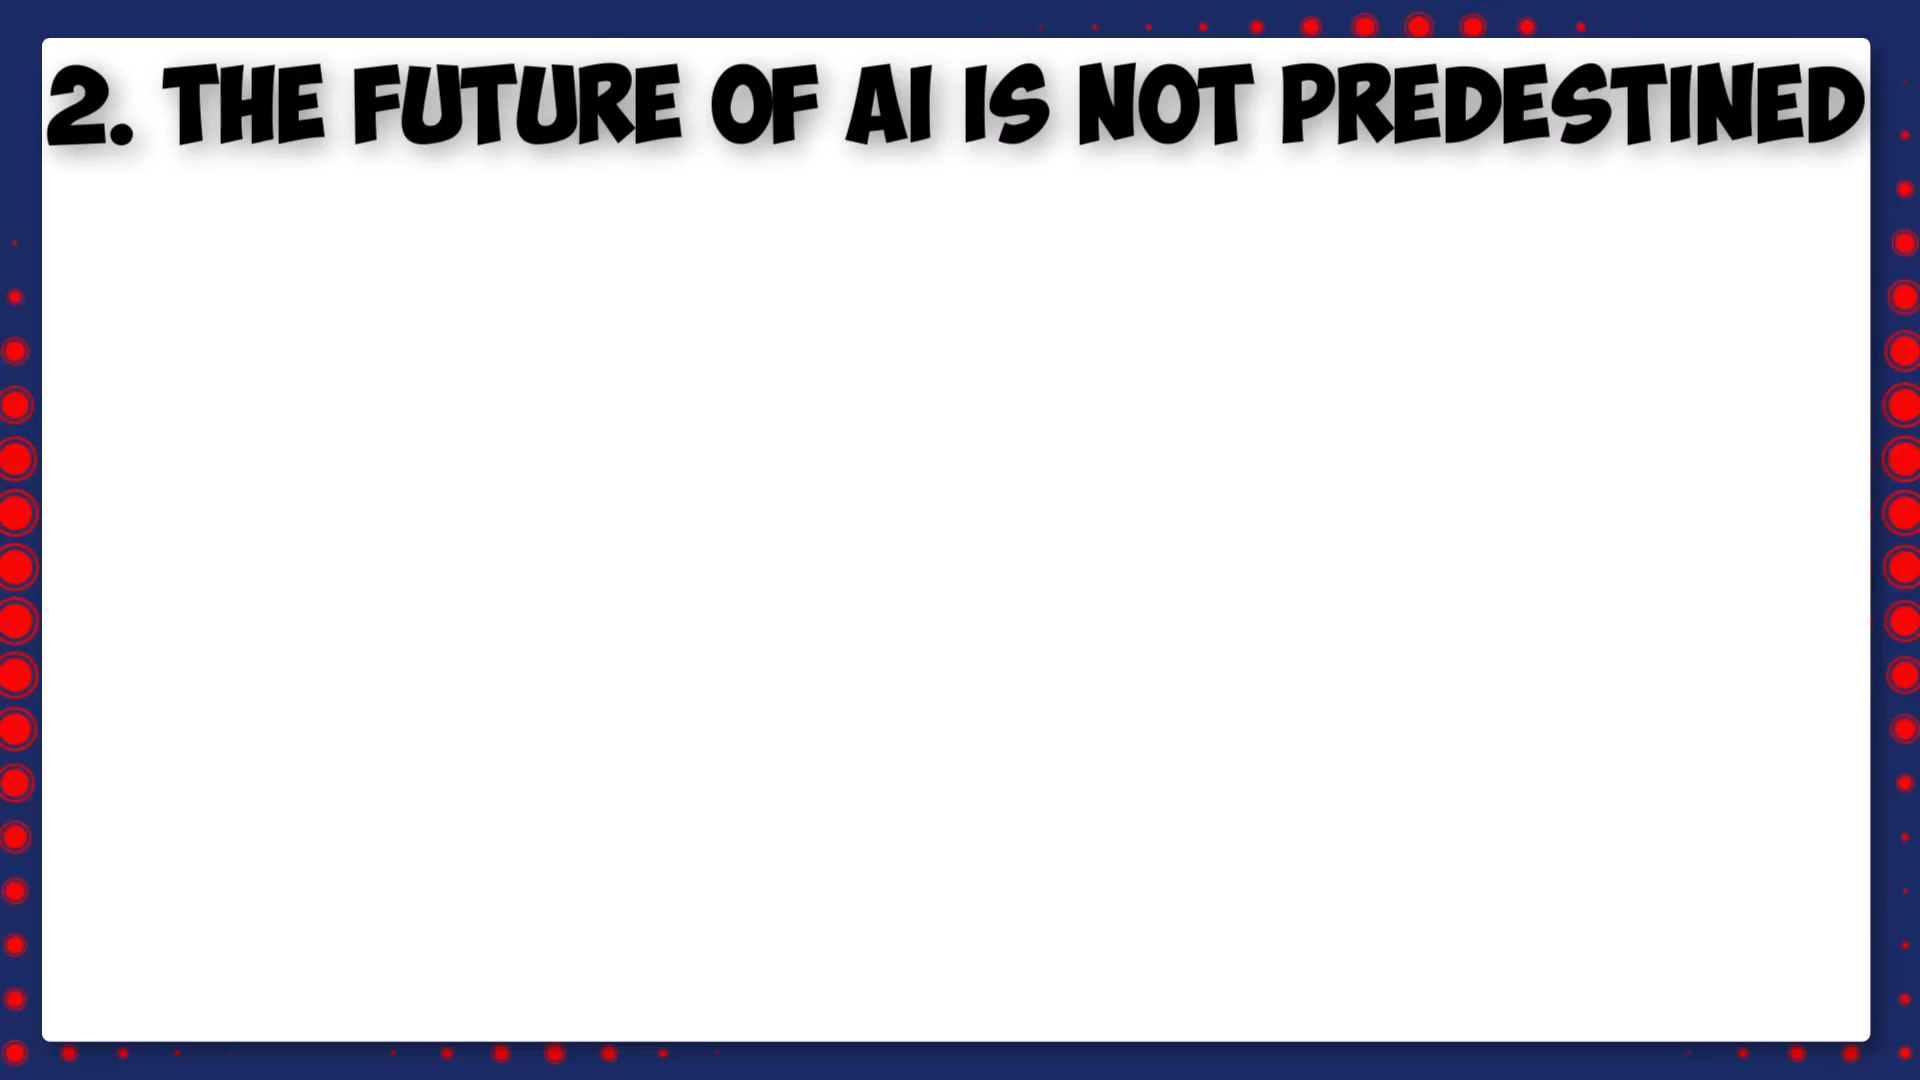 2. THE FUTURE OF AI IS NOT PREDESTINED